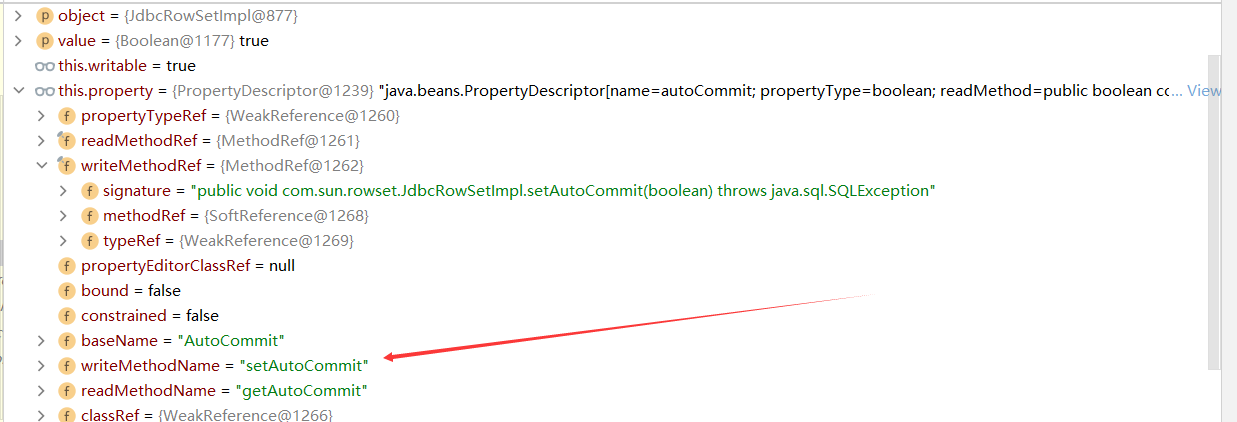 p object = {JdbcRowSetImpl@877}
p value = {Boolean@1177} true
this.writable = true
this.property = {PropertyDescriptor@1239} "java.beans.PropertyDescriptor[name=autoCommit; propertyType=boolean; readMethod=public boolean cc... View
f propertyTypeRef = {WeakReference@1260}
f readMethodRef = {MethodRef@1261}
f writeMethodRef = {MethodRef@1262}
f signature = "public void com.sun.rowset.JdbcRowSetImpl.setAutoCommit(boolean) throws java.sql.SQLException"
f methodRef = {SoftReference@1268}
f typeRef = {WeakReference@1269}
f propertyEditorClassRef = null
f bound = false
f constrained = false
f baseName = "AutoCommit"
f writeMethodName = "setAutoCommit"
f readMethodName = "getAutoCommit"
f classRef = {WeakReference@1266}